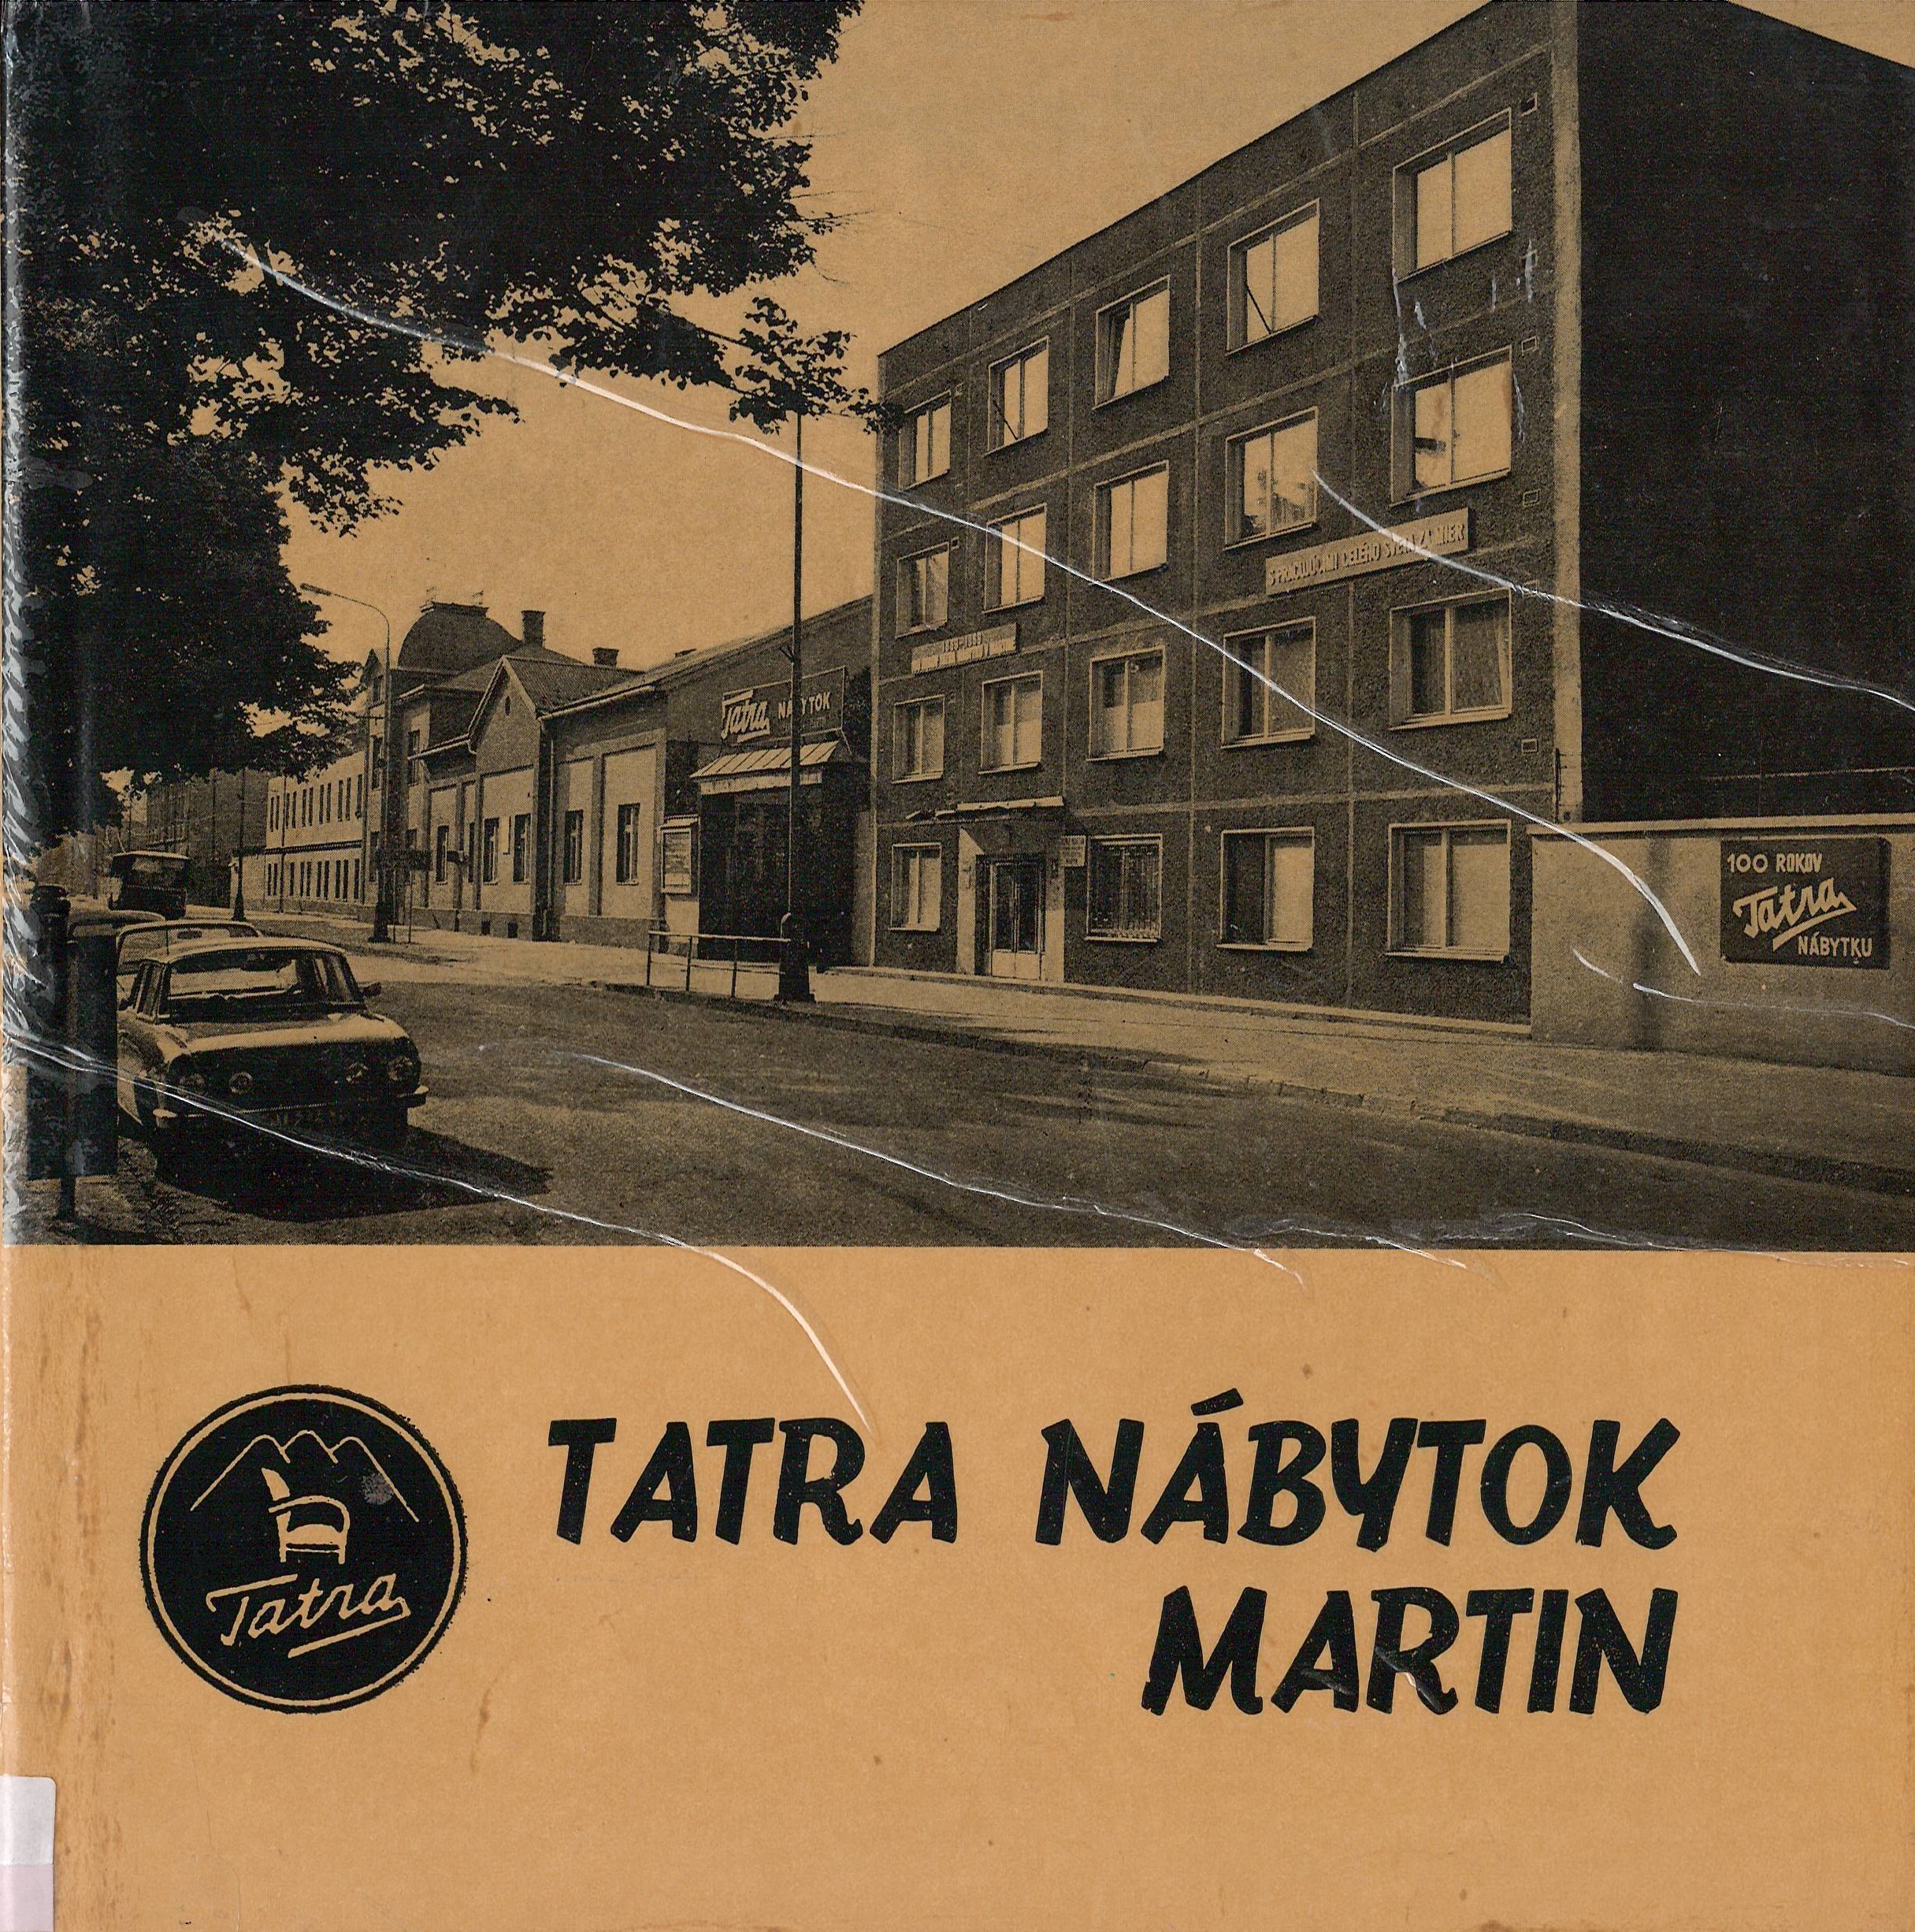 S PRACUJÚCIMI CELÉHO SVETA ZA MIER
Tatra NÁBYTOK
100 ROKOV
Tatra
NÁBYTKU
Tatra
TATRA NÁBYTOK
MARTIN